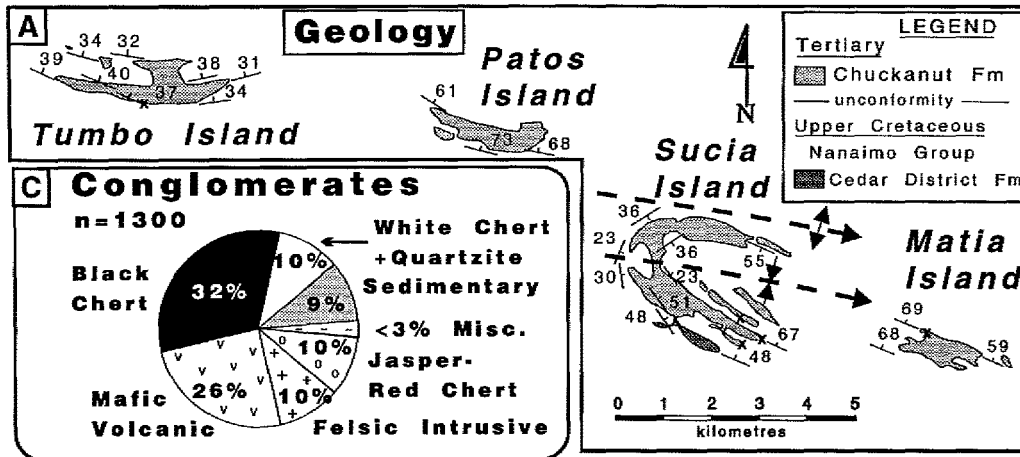 A
Geology
34 32
39 40 38 31
37 34
x
Tumbo Island
Patos
Island
61
73 68
N
LEGEND
Tertiary
Chuckanut Fm
unconformity
Upper Cretaceous
Nanaimo Group
Cedar District Fm
Sucia
Island
36
23 36 55
30 23
51
48 x x 67
x x
48
Matia
Island
69
68 x 59
0 1 2 3 4 5
kilometres
C Conglomerates
n=1300
White Chert
+Quartzite
Sedimentary
<3% Misc.
Jasper-
Red Chert
Felsic Intrusive
Mafic
Volcanic
Black
Chert
32%
10%
9%
10%
10%
26%